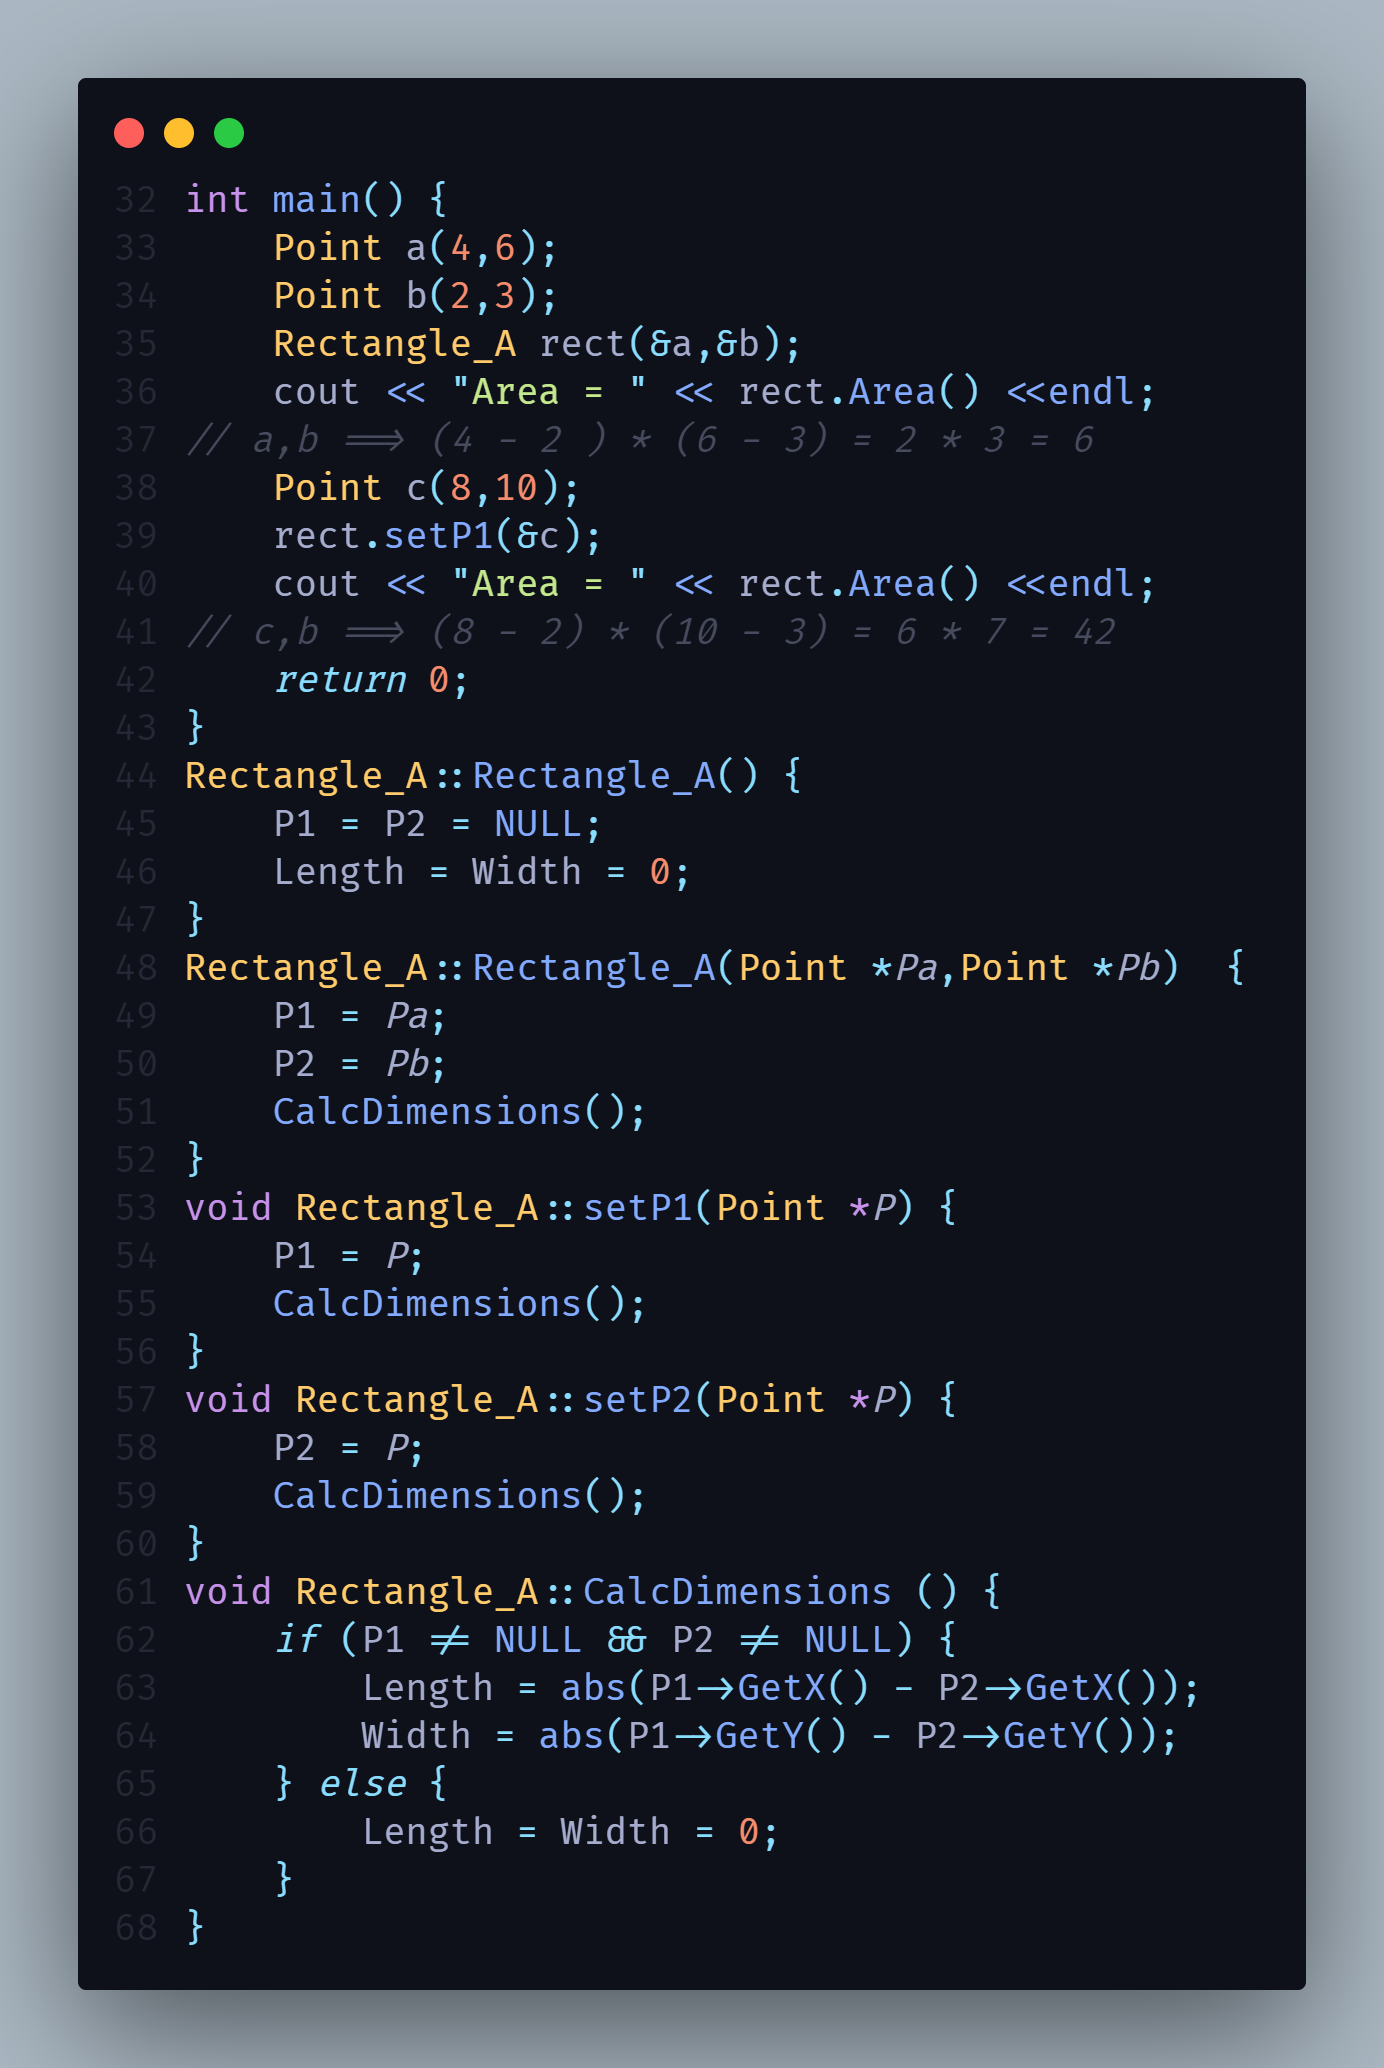 32 int main() {
33     Point a(4,6);
34     Point b(2,3);
35     Rectangle_A rect(&a,&b);
36     cout << "Area = " << rect.Area() <<endl;
37 // a,b ==> (4 - 2 ) * (6 - 3) = 2 * 3 = 6
38     Point c(8,10);
39     rect.setP1(&c);
40     cout << "Area = " << rect.Area() <<endl;
41 // c,b ==> (8 - 2) * (10 - 3) = 6 * 7 = 42
42     return 0;
43 }
44 Rectangle_A::Rectangle_A() {
45     P1 = P2 = NULL;
46     Length = Width = 0;
47 }
48 Rectangle_A::Rectangle_A(Point *Pa,Point *Pb)  {
49     P1 = Pa;
50     P2 = Pb;
51     CalcDimensions();
52 }
53 void Rectangle_A::setP1(Point *P) {
54     P1 = P;
55     CalcDimensions();
56 }
57 void Rectangle_A::setP2(Point *P) {
58     P2 = P;
59     CalcDimensions();
60 }
61 void Rectangle_A::CalcDimensions () {
62     if (P1 != NULL && P2 != NULL) {
63         Length = abs(P1->GetX() - P2->GetX());
64         Width = abs(P1->GetY() - P2->GetY());
65     } else {
66         Length = Width = 0;
67     }
68 }